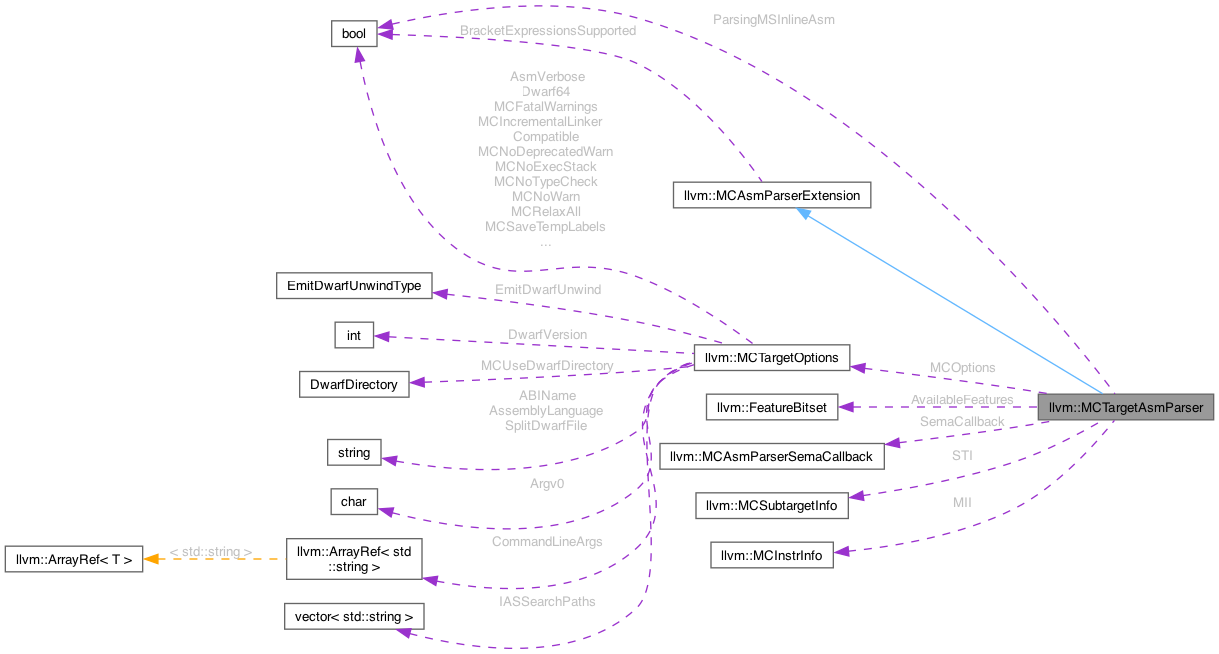 ParsingMSInlineAsm
bool
BracketExpressionsSupported
AsmVerbose
Dwarf64
MCFatalWarnings
MCIncrementalLinker
Compatible
MCNoDeprecatedWarn
MCNoExecStack
MCNoTypeCheck
MCNoWarn
MCRelaxAll
MCSaveTempLabels
...
llvm::MCAsmParserExtension
EmitDwarfUnwindType
EmitDwarfUnwind
int
DwarfVersion
llvm::MCTargetOptions
DwarfDirectory
MCUseDwarfDirectory
MCOptions
ABIName
AssemblyLanguage
SplitDwarfFile
llvm::FeatureBitset
AvailableFeatures
llvm::MCTargetAsmParser
SemaCallback
string
llvm::MCAsmParserSemaCallback
STI
Argv0
char
llvm::MCSubtargetInfo
MII
CommandLineArgs
llvm::ArrayRef< T >
< std::string >
llvm::ArrayRef< std
::string >
llvm::MCInstrInfo
IASSearchPaths
vector< std::string >